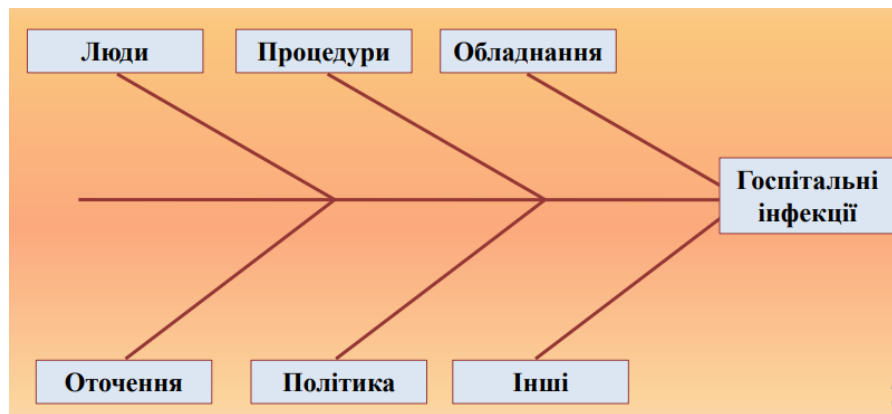 Люди
Процедури
Обладнання
Госпітальні
інфекції
Оточення
Політика
Інші